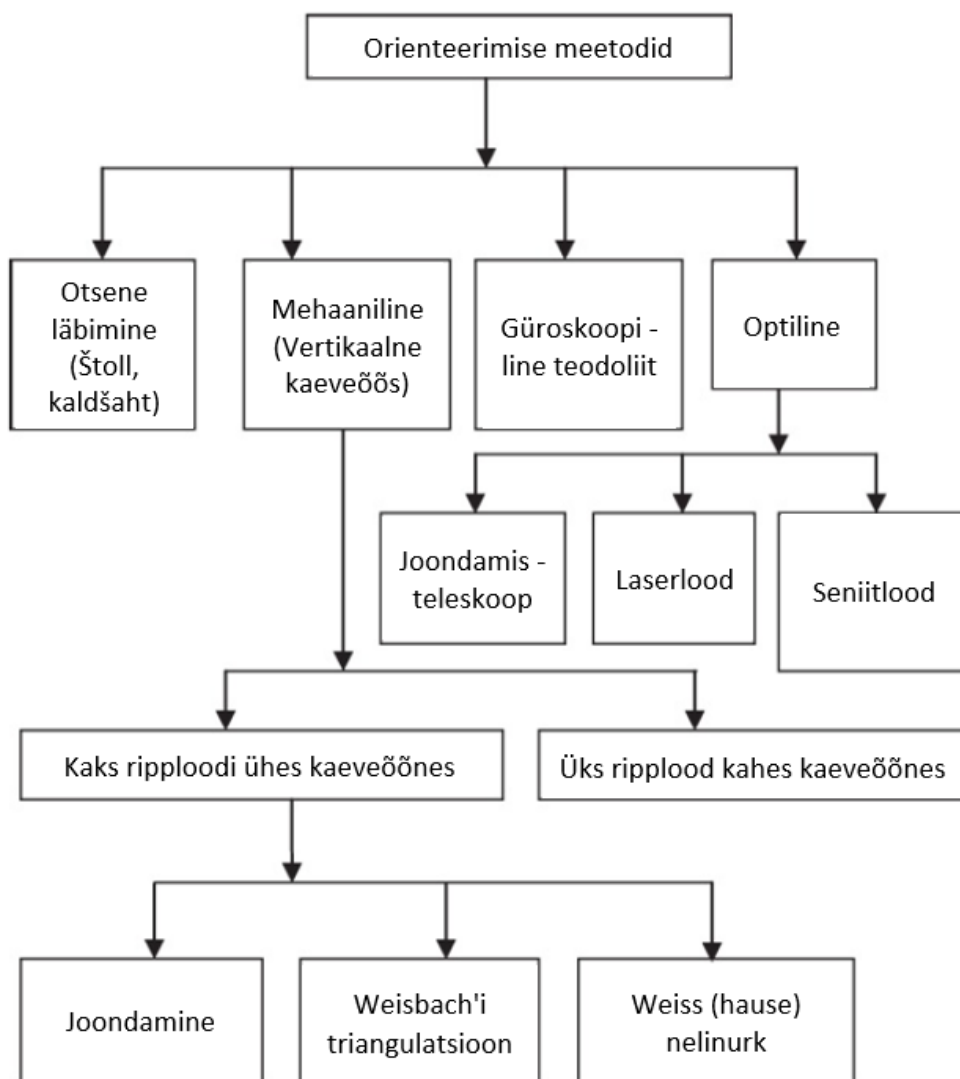 Orienteerimise meetodid
Otsene
läbimine
(Štoll,
kaldšaht)
Mehaaniline
(Vertikaalne
kaeveõõs)
Güroskoopi -
line teodoliit
Optiline
Joondamis -
teleskoop
Laserlood
Seniitlood
Kaks ripploodi ühes kaeveõõnes
Üks ripplood kahes kaeveõõnes
Joondamine
Weisbach'i
triangulatsioon
Weiss (hause)
nelinurk